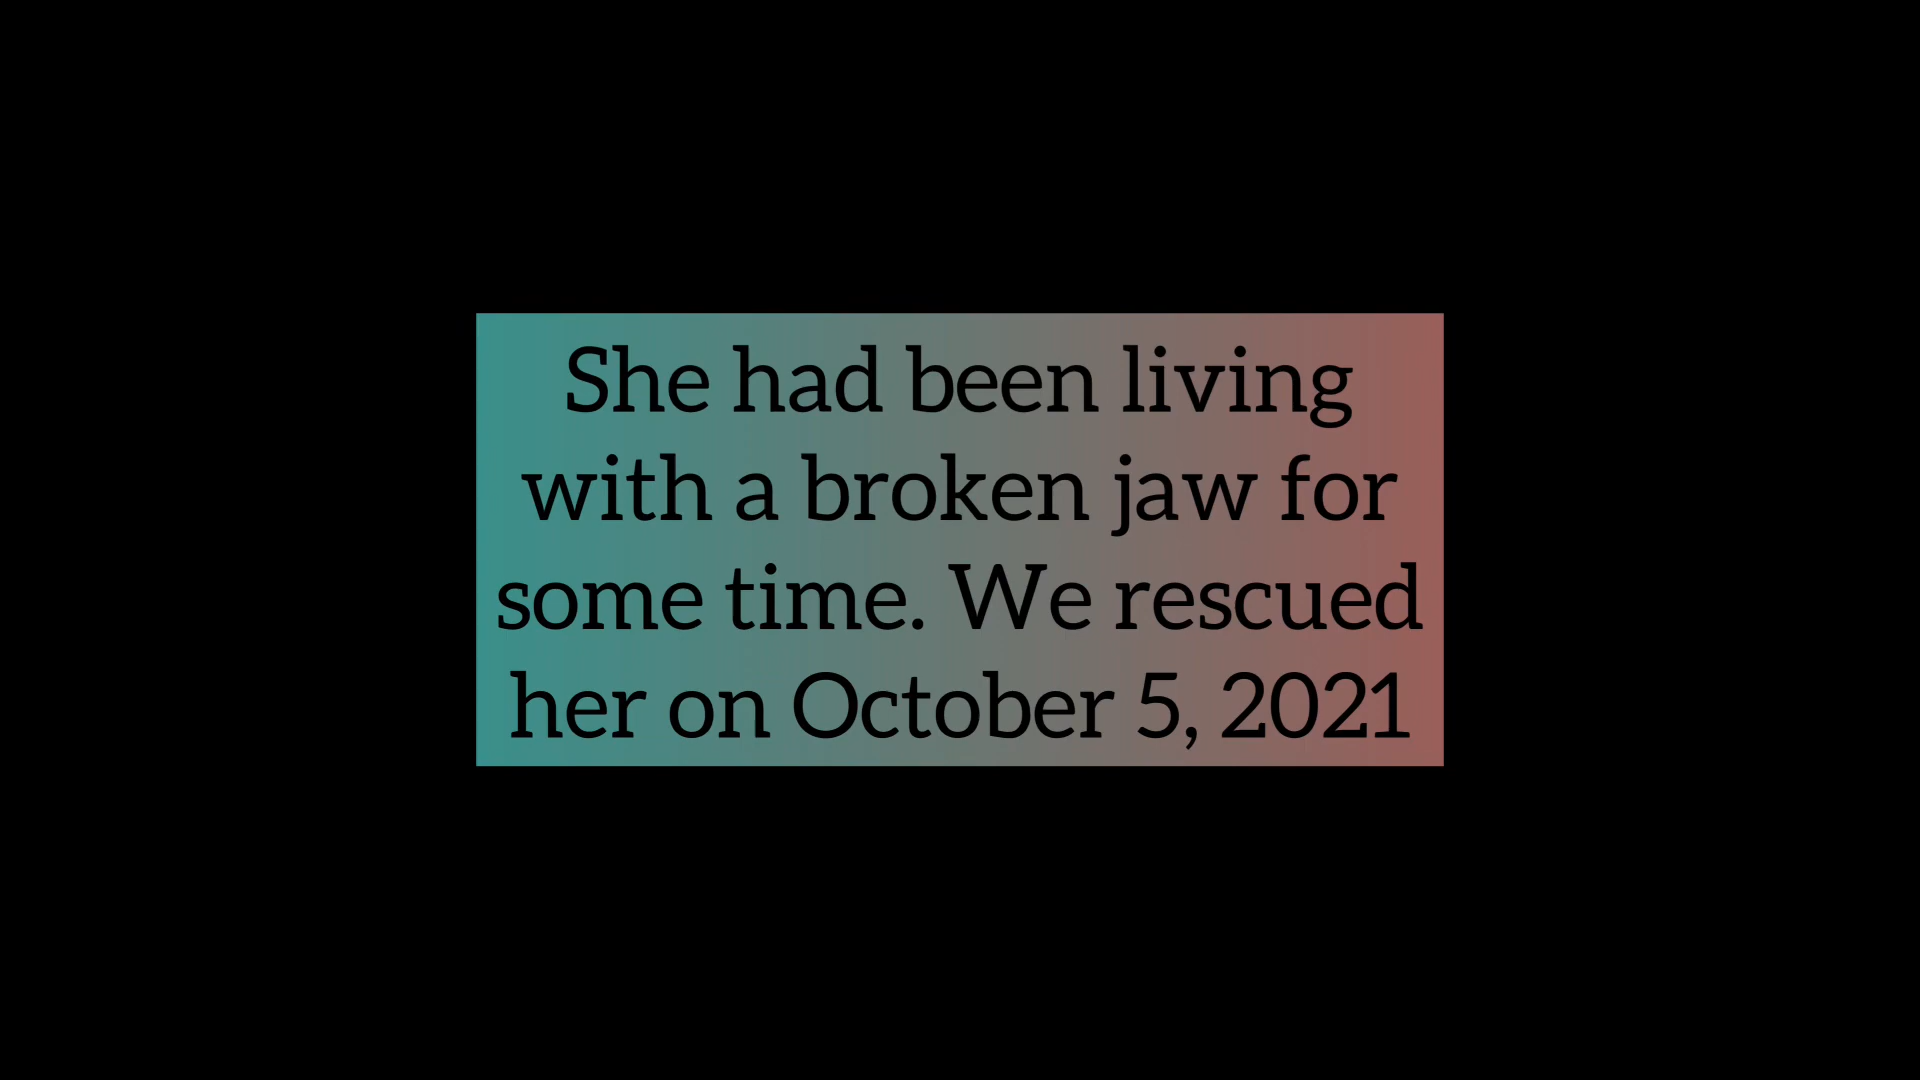 She had been living
with a broken jaw for
some time. We rescued
her on October 5, 2021